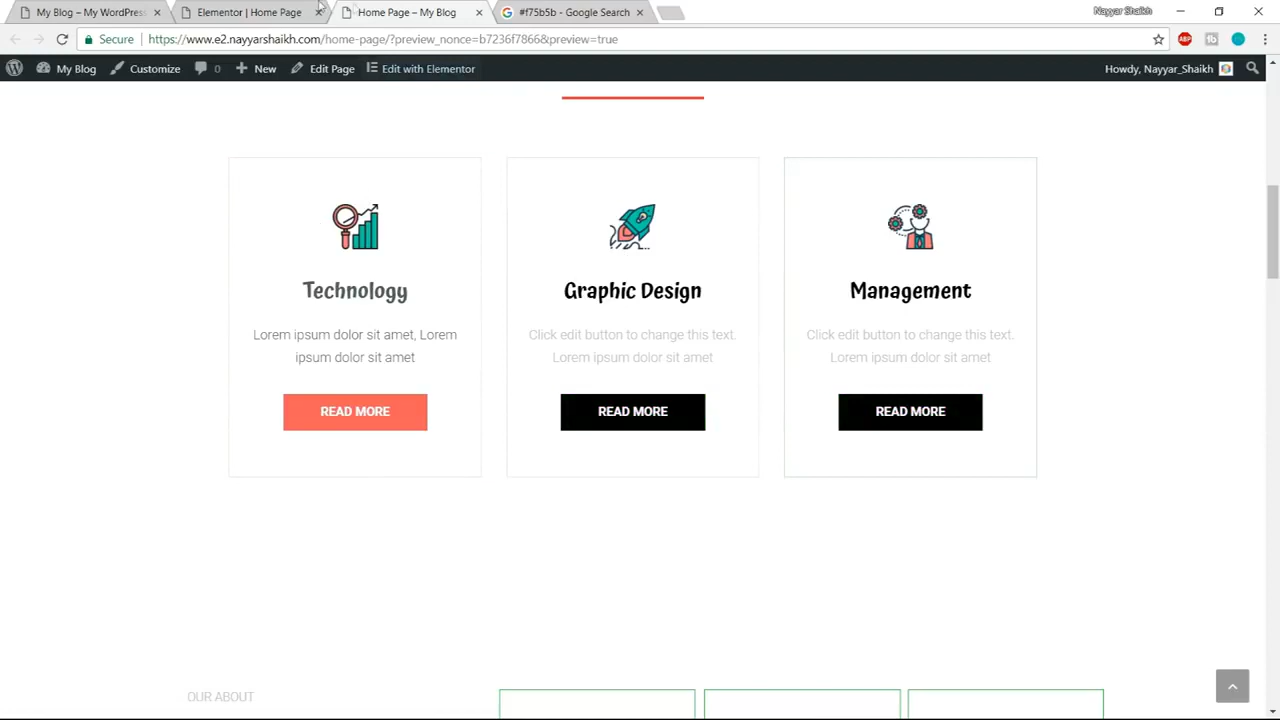 My Blog – My WordPress
Elementor | Home Page
Home Page – My Blog
#f75b5b - Google Search
Nayyar Shaikh
Secure
https://www.e2.nayyarshaikh.com/home-page/?preview_nonce=b7236f7866&preview=true
ABP
My Blog
Customize
0
New
Edit Page
Edit with Elementor
Howdy, Nayyar_Shaikh
Technology
Lorem ipsum dolor sit amet, Lorem
ipsum dolor sit amet
READ MORE
Graphic Design
Click edit button to change this text.
Lorem ipsum dolor sit amet
READ MORE
Management
Click edit button to change this text.
Lorem ipsum dolor sit amet
READ MORE
OUR ABOUT